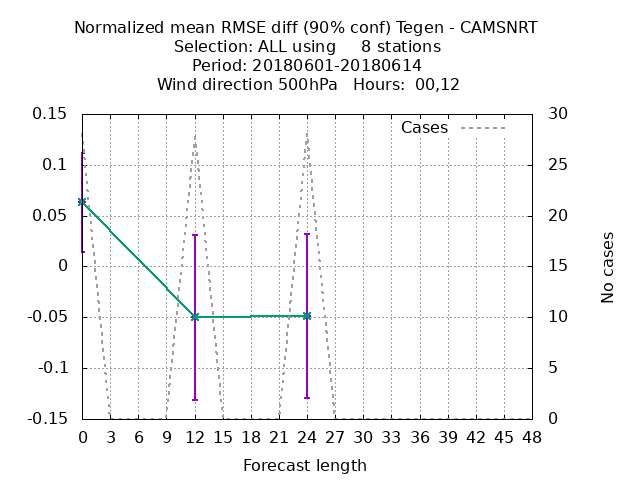 Normalized mean RMSE diff (90% conf) Tegen - CAMSNRT
Selection: ALL using     8 stations
Period: 20180601-20180614
Wind direction 500hPa   Hours:  00,12
Cases
0.15
0.1
0.05
0
-0.05
-0.1
-0.15
30
25
20
15
10
5
0
No cases
0 3 6 9 12 15 18 21 24 27 30 33 36 39 42 45 48
Forecast length